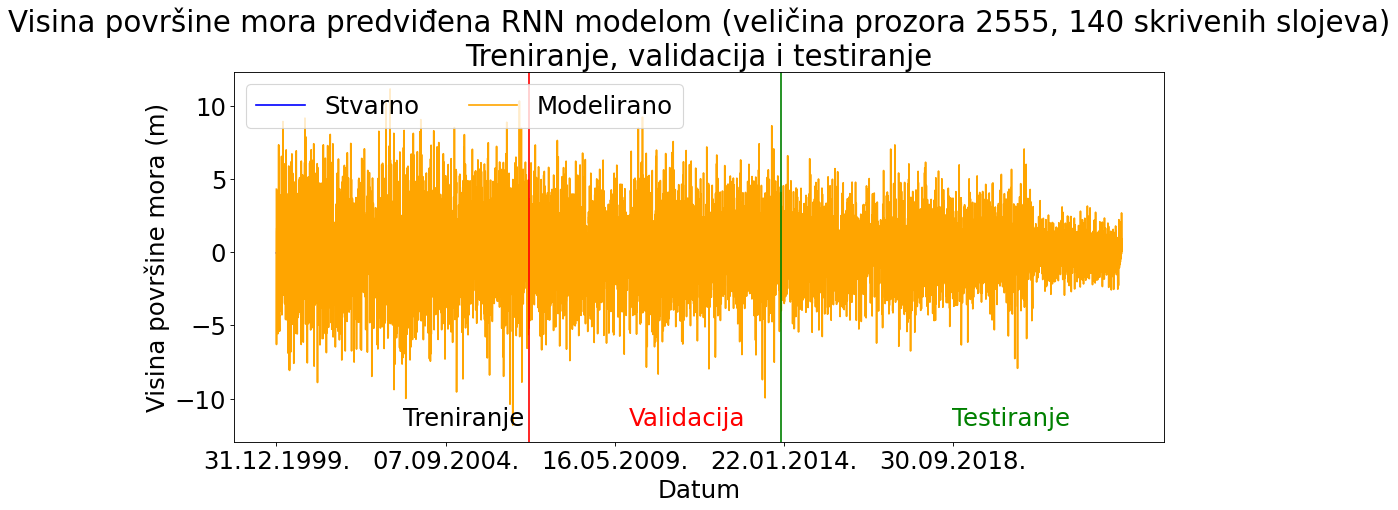 Visina površine mora predviđena RNN modelom (veličina prozora 2555, 140 skrivenih slojeva)
Treniranje, validacija i testiranje
Stvarno
Modelirano
Visina površine mora (m)
10
5
0
−5
−10
Treniranje
Validacija
Testiranje
31.12.1999.
07.09.2004.
16.05.2009.
22.01.2014.
30.09.2018.
Datum